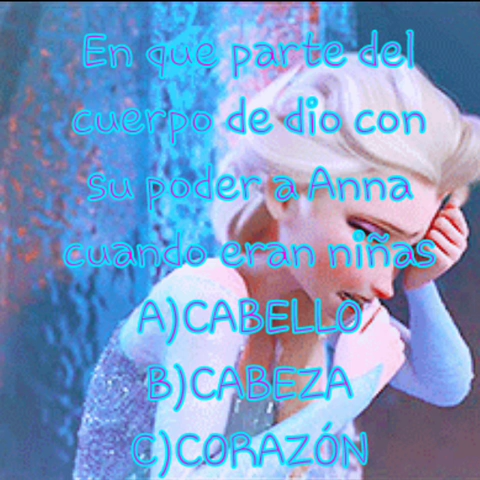 En que parte del
cuerpo de dio con
su poder a Anna
cuando eran niñas
A)CABELLO
B)CABEZA
C)CORAZÓN